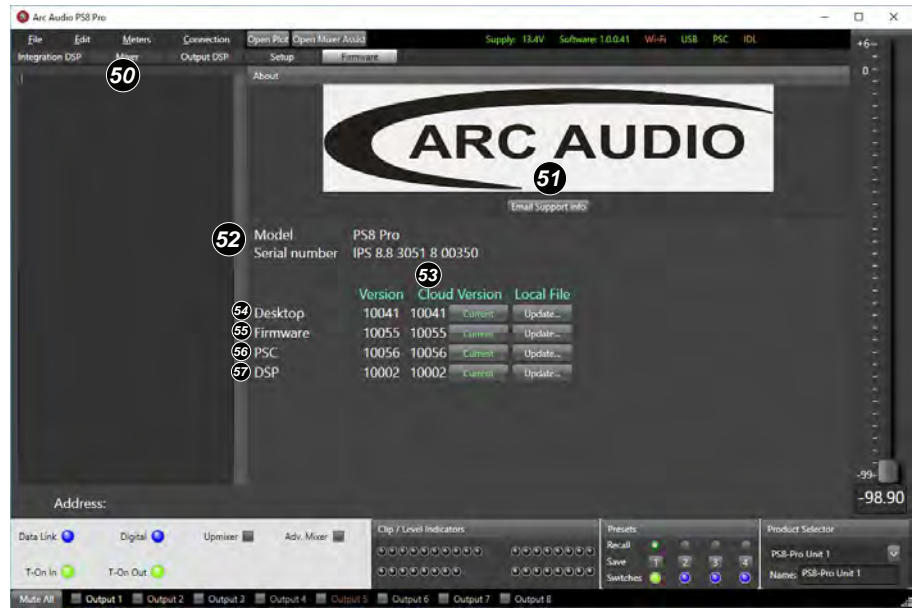 Arc Audio PS8 Pro
File Edit Meters Connection Open Plot Open Mixer Assist Supply: 13.4V Software: 1.0.0.41 Wi-Fi USB PSC IDL
Integration DSP Mixer Output DSP Setup Firmware
+6
0
50
About
ARC AUDIO
51
Email Support info
52 Model PS8 Pro
Serial number IPS 8.8 3051 8 00350
53
Version Cloud Version Local File
54 Desktop 10041 10041 Current Update...
55 Firmware 10055 10055 Current Update...
56 PSC 10056 10056 Current Update...
57 DSP 10002 10002 Current Update...
-99
-98.90
Address:
Data Link Digital Upmixer Adv. Mixer
T-On In T-On Out
Clip / Level Indicators
Presets
Recall
Save 1 2 3 4
Switches
Product Selector
PS8-Pro Unit 1
Name: PS8-Pro Unit 1
Mute All Output 1 Output 2 Output 3 Output 4 Output 5 Output 6 Output 7 Output 8